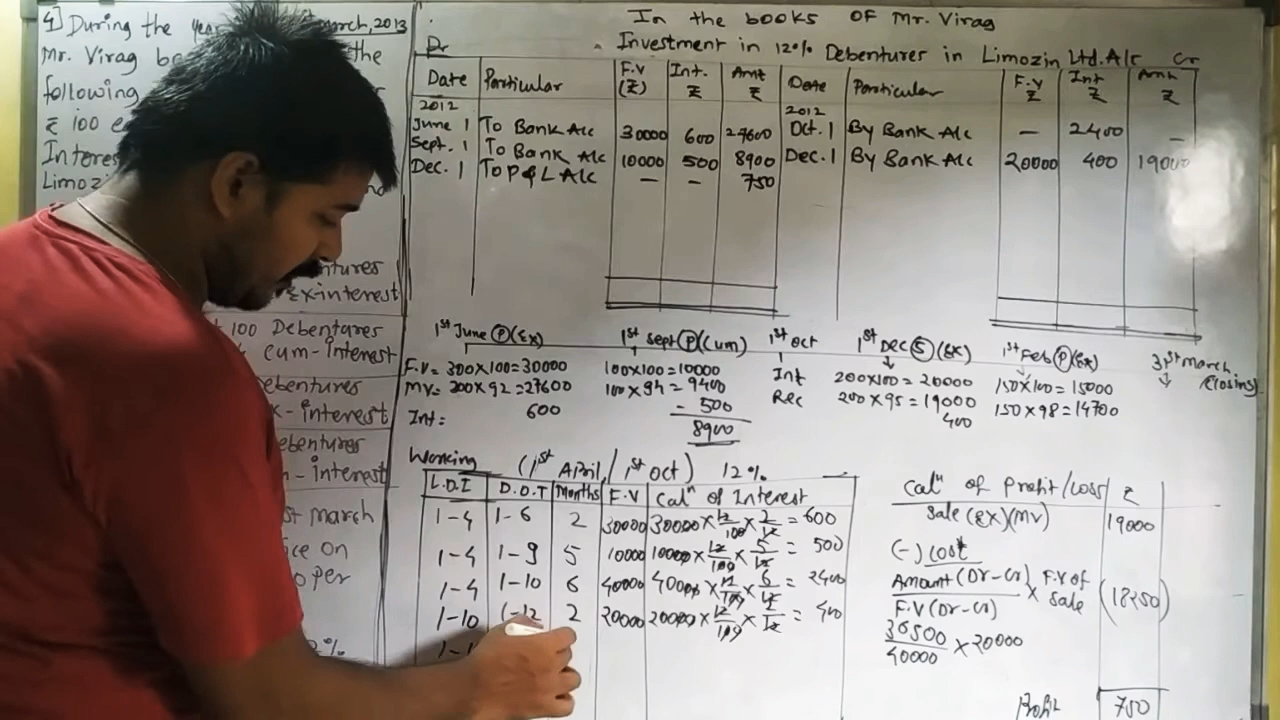 4] During the year March, 2013
Mr. Virag the
following
₹ 100
Interest
Limozi
ntures
Ex-interest
100 Debentures
cum-Interest
ebentures
x-interest
ebentures
n-interest
st march
ice on
per
2%
In the books OF Mr. Virag
Investment in 12% Debentures in Limozin Ltd. A/c
Dr Cr
Date Particular F.V (₹) Int. ₹ Amt ₹ Date Particular F.V ₹ Int ₹ Amt ₹
2012 2012
June 1 To Bank A/c 30000 600 27600 Oct. 1 By Bank A/c — 2400 —
Sept. 1 To Bank A/c 10000 500 8900 Dec. 1 By Bank A/c 20000 400 19000
Dec. 1 To P&L A/c — — 750
1st June (P) (Ex) 1st Sept (P) (Cum) 1st Oct 1st Dec (S) (Ex) 1st Feb (P) (Ex) 31st March (Closing)
F.V= 300×100=30000 100×100=10000 Int 200×100=20000 150×100=15000
MV= 200×92=27600 100×94=9400 Rec 200×95=19000 150×98=14700
Int= 600 - 500 400
8900
Working (1st April / 1st Oct) 12%
L.D.I D.O.T Months F.V Caln of Interest
1-4 1-6 2 30000 30000×12/100×2/12=600
1-4 1-9 5 10000 10000×12/100×5/12=500
1-4 1-10 6 40000 40000×12/100×6/12=2400
1-10 1-12 2 20000 20000×12/100×2/12=400
Caln of Profit/Loss ₹
Sale (EX)(MV) 19000
(-) cost
Amount (Dr-Cr) / F.V (Dr-Cr) × F.V of Sale (18250)
36500/40000 × 20000
Profit 750